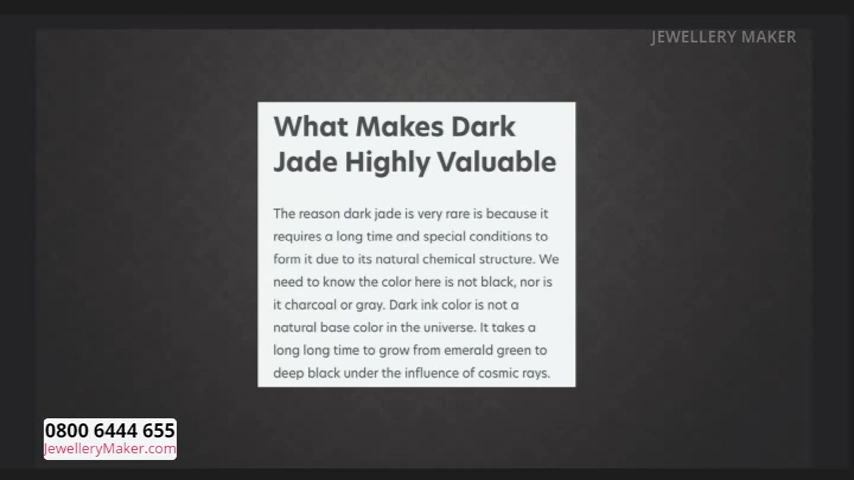 JEWELLERY MAKER
What Makes Dark
Jade Highly Valuable
The reason dark jade is very rare is because it
requires a long time and special conditions to
form it due to its natural chemical structure. We
need to know the color here is not black, nor is
it charcoal or gray. Dark ink color is not a
natural base color in the universe. It takes a
long long time to grow from emerald green to
deep black under the influence of cosmic rays.
0800 6444 655
JewelleryMaker.com